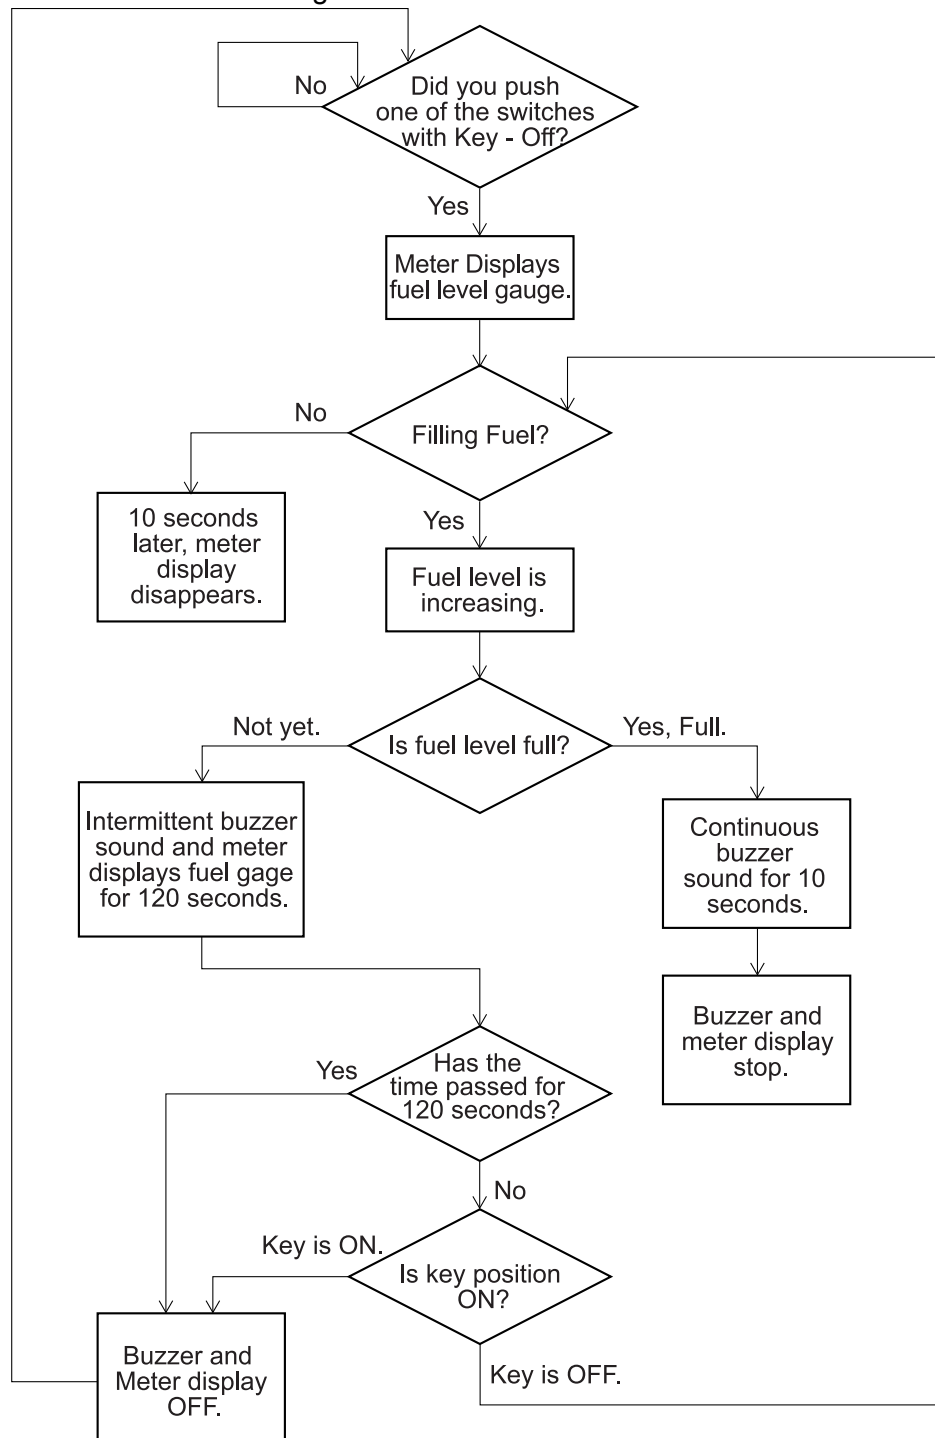 Did you push
one of the switches
with Key - Off?
No
Yes
Meter Displays
fuel level gauge.
Filling Fuel?
No
10 seconds
later, meter
display
disappears.
Yes
Fuel level is
increasing.
Is fuel level full?
Not yet.
Yes, Full.
Intermittent buzzer
sound and meter
displays fuel gage
for 120 seconds.
Continuous
buzzer
sound for 10
seconds.
Buzzer and
meter display
stop.
Has the
time passed for
120 seconds?
Yes
No
Is key position
ON?
Key is ON.
Key is OFF.
Buzzer and
Meter display
OFF.